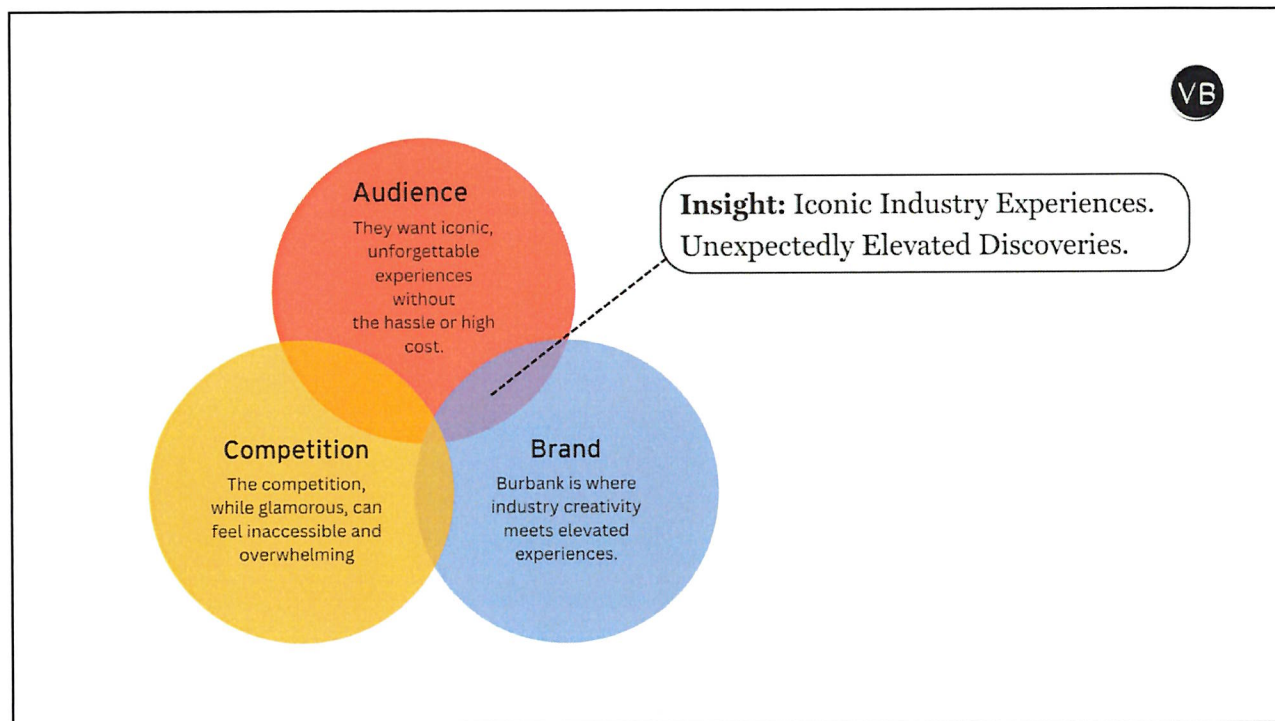 VB
Audience
They want iconic,
unforgettable
experiences
without
the hassle or high
cost.
Insight: Iconic Industry Experiences.
Unexpectedly Elevated Discoveries.
Competition
The competition,
while glamorous, can
feel inaccessible and
overwhelming
Brand
Burbank is where
industry creativity
meets elevated
experiences.